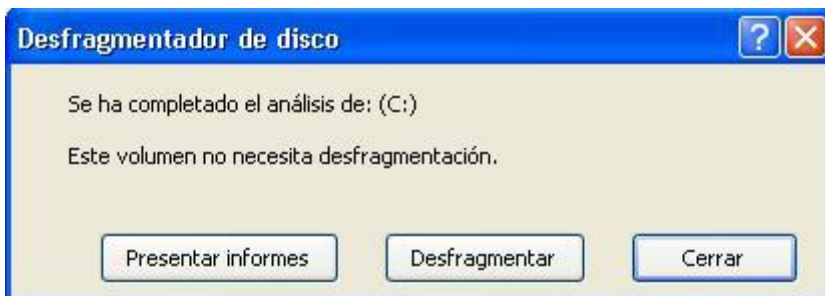 Desfragmentador de disco
Se ha completado el análisis de: (C:)
Este volumen no necesita desfragmentación.
Presentar informes Desfragmentar Cerrar